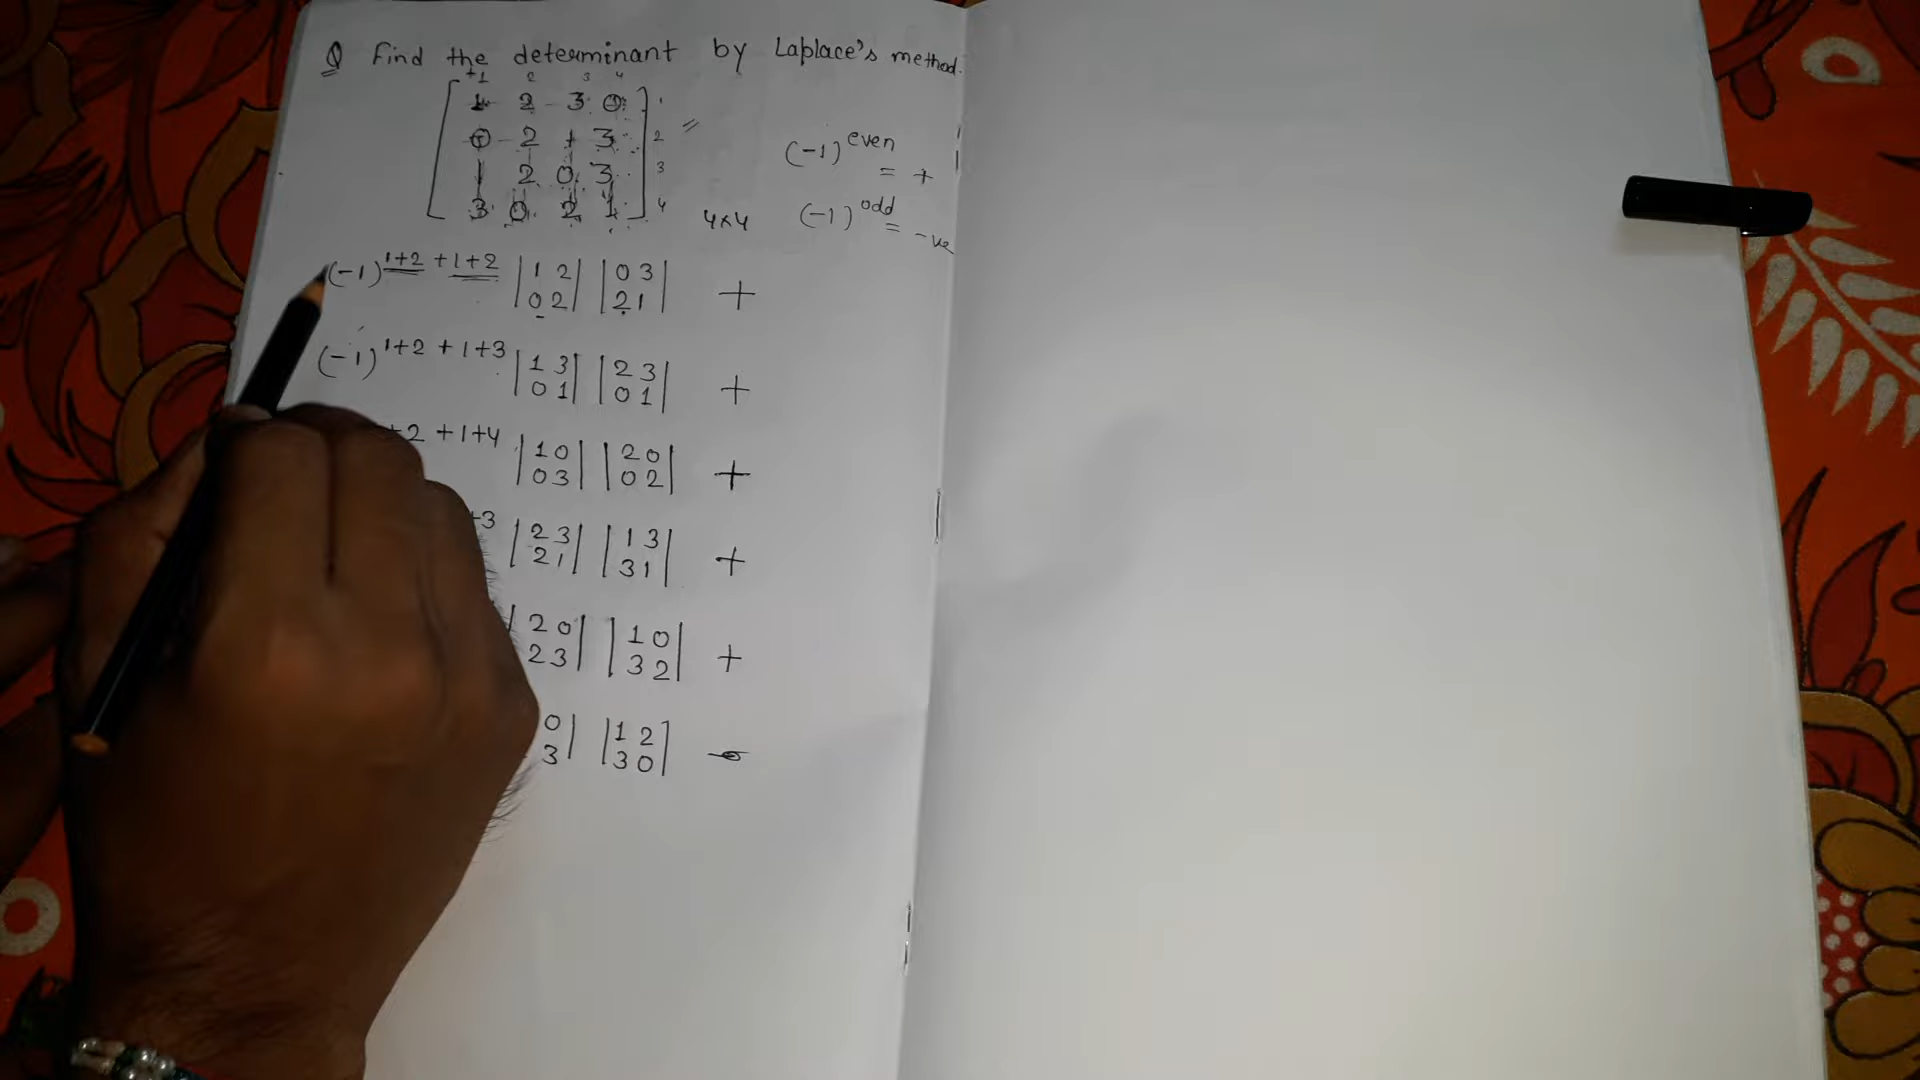 Q Find the determinant by Laplace's method.
+1 2 3 4
1 2 3 0 1
0 2 1 3 2
1 2 0 3 3
3 0 2 1 4
4×4
(-1)^even = +
(-1)^odd = -ve
(-1)^1+2 +1+2 |1 2| |0 3| +
|0 2| |2 1|
(-1)^1+2 +1+3 |1 3| |2 3| +
|0 1| |0 1|
+2 +1+4 |1 0| |2 0| +
|0 3| |0 2|
+3 |2 3| |1 3| +
|2 1| |3 1|
|2 0| |1 0| +
|2 3| |3 2|
0| |1 2|
3| |3 0|